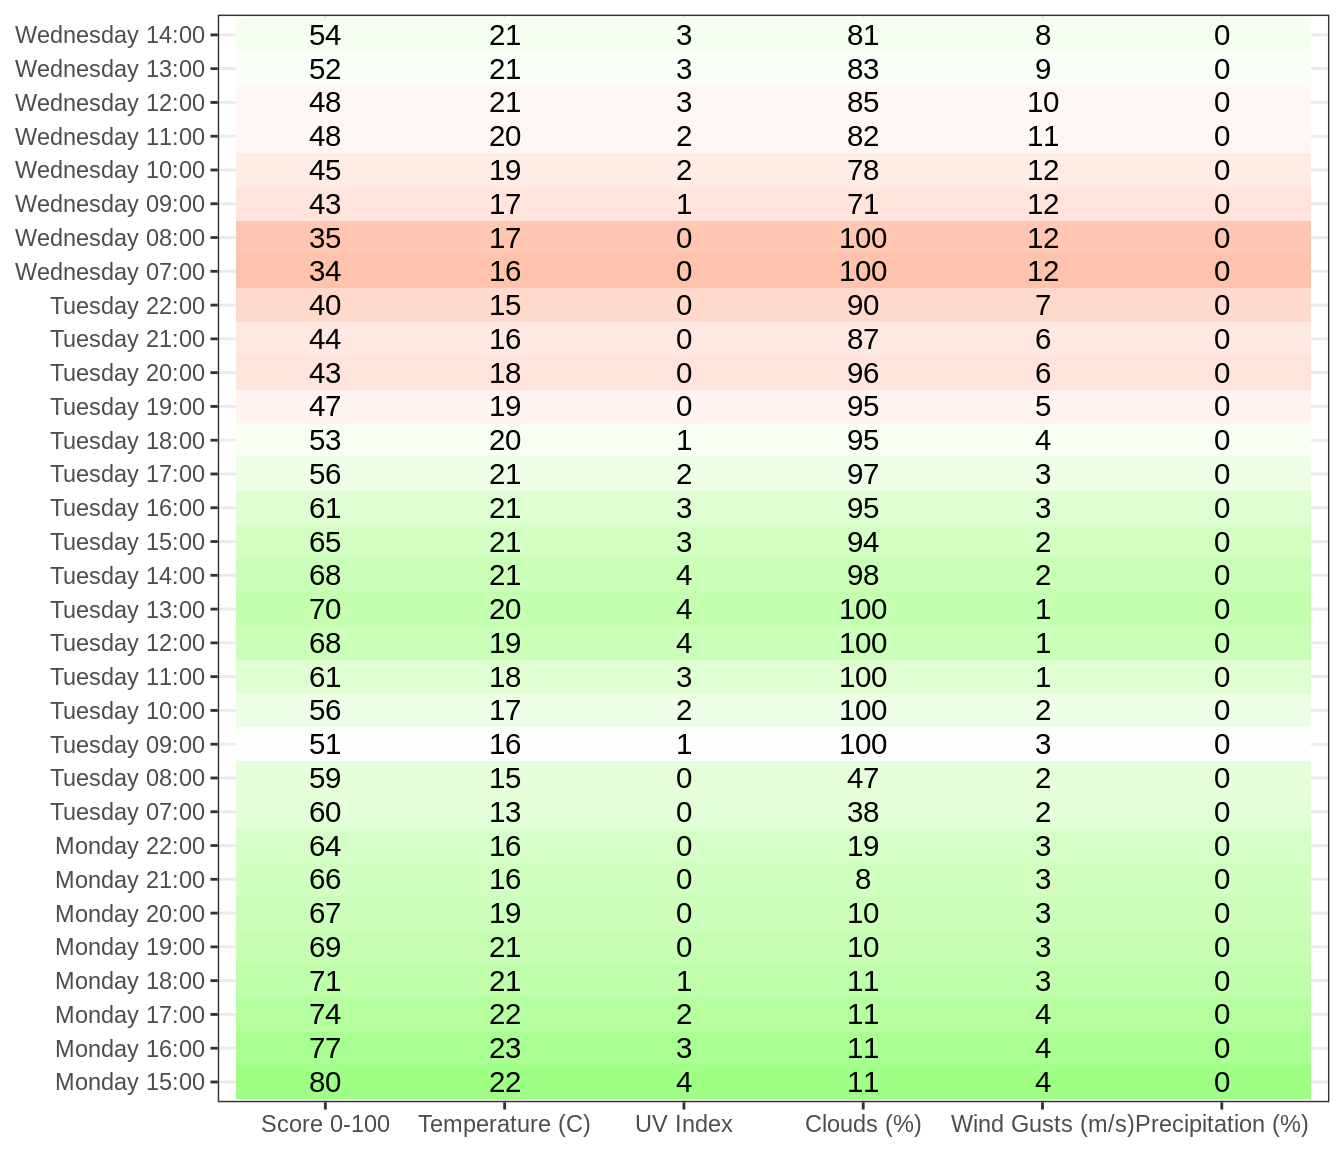 Wednesday 14:00 54 21 3 81 8 0
Wednesday 13:00 52 21 3 83 9 0
Wednesday 12:00 48 21 3 85 10 0
Wednesday 11:00 48 20 2 82 11 0
Wednesday 10:00 45 19 2 78 12 0
Wednesday 09:00 43 17 1 71 12 0
Wednesday 08:00 35 17 0 100 12 0
Wednesday 07:00 34 16 0 100 12 0
Tuesday 22:00 40 15 0 90 7 0
Tuesday 21:00 44 16 0 87 6 0
Tuesday 20:00 43 18 0 96 6 0
Tuesday 19:00 47 19 0 95 5 0
Tuesday 18:00 53 20 1 95 4 0
Tuesday 17:00 56 21 2 97 3 0
Tuesday 16:00 61 21 3 95 3 0
Tuesday 15:00 65 21 3 94 2 0
Tuesday 14:00 68 21 4 98 2 0
Tuesday 13:00 70 20 4 100 1 0
Tuesday 12:00 68 19 4 100 1 0
Tuesday 11:00 61 18 3 100 1 0
Tuesday 10:00 56 17 2 100 2 0
Tuesday 09:00 51 16 1 100 3 0
Tuesday 08:00 59 15 0 47 2 0
Tuesday 07:00 60 13 0 38 2 0
Monday 22:00 64 16 0 19 3 0
Monday 21:00 66 16 0 8 3 0
Monday 20:00 67 19 0 10 3 0
Monday 19:00 69 21 0 10 3 0
Monday 18:00 71 21 1 11 3 0
Monday 17:00 74 22 2 11 4 0
Monday 16:00 77 23 3 11 4 0
Monday 15:00 80 22 4 11 4 0
Score 0-100 Temperature (C) UV Index Clouds (%) Wind Gusts (m/s) Precipitation (%)